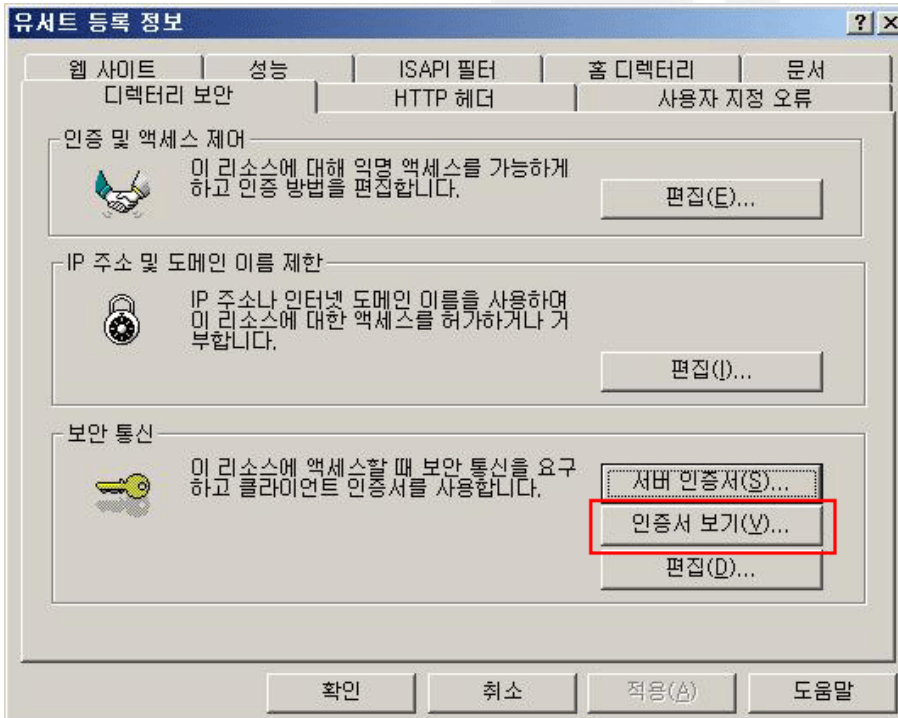 유서트 등록 정보
웹 사이트
성능
ISAPI 필터
홈 디렉터리
문서
디렉터리 보안
HTTP 헤더
사용자 지정 오류
인증 및 액세스 제어
이 리소스에 대해 익명 액세스를 가능하게
하고 인증 방법을 편집합니다.
편집(E)...
IP 주소 및 도메인 이름 제한
IP 주소나 인터넷 도메인 이름을 사용하여
이 리소스에 대한 액세스를 허가하거나 거
부합니다.
편집(I)...
보안 통신
이 리소스에 액세스할 때 보안 통신을 요구
하고 클라이언트 인증서를 사용합니다.
서버 인증서(S)...
인증서 보기(V)...
편집(D)...
확인
취소
적용(A)
도움말